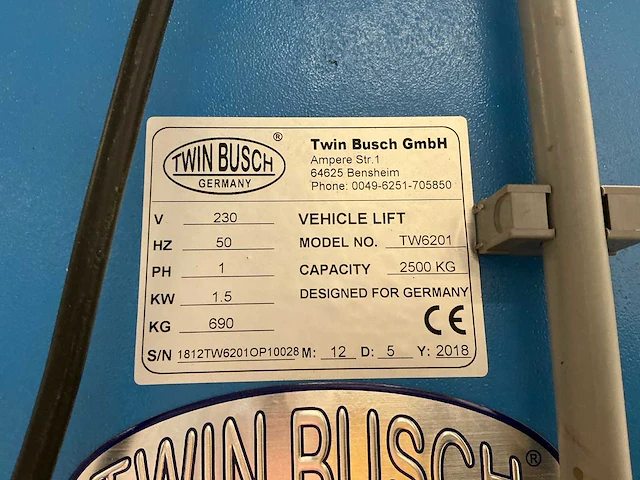 TWIN BUSCH ®
GERMANY
Twin Busch GmbH
Ampere Str.1
64625 Bensheim
Phone: 0049-6251-705850
V 230
HZ 50
PH 1
KW 1.5
KG 690
VEHICLE LIFT
MODEL NO. TW6201
CAPACITY 2500 KG
DESIGNED FOR GERMANY
CE
S/N 1812TW6201OP10028 M: 12 D: 5 Y: 2018
TWIN BUSCH ®